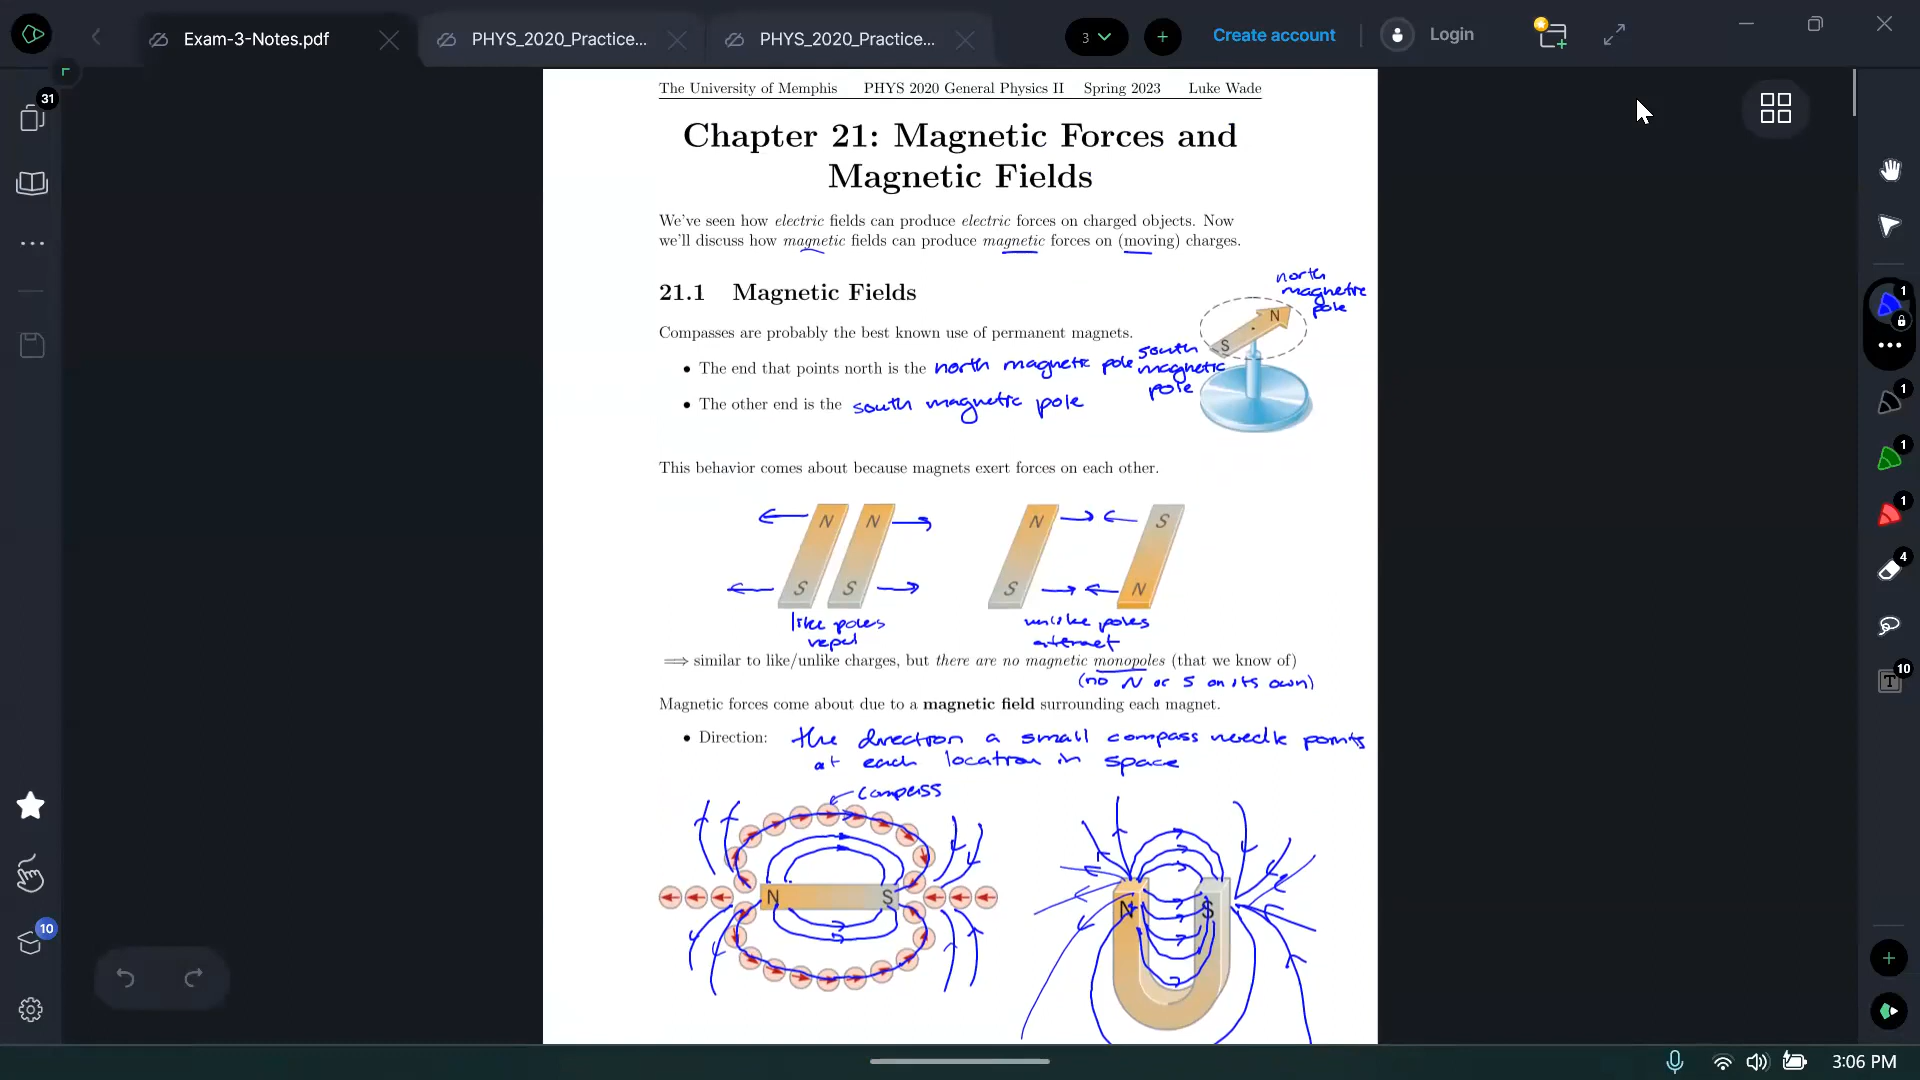 Exam-3-Notes.pdf
PHYS_2020_Practice...
PHYS_2020_Practice...
3
Create account
Login
31
The University of Memphis PHYS 2020 General Physics II Spring 2023 Luke Wade
Chapter 21: Magnetic Forces and
Magnetic Fields
We've seen how electric fields can produce electric forces on charged objects. Now
we'll discuss how magnetic fields can produce magnetic forces on (moving) charges.
north
magnetic
pole
21.1 Magnetic Fields
N
S
Compasses are probably the best known use of permanent magnets.
• The end that points north is the north magnetic pole
south
magnetic
pole
• The other end is the south magnetic pole
This behavior comes about because magnets exert forces on each other.
N N N S
S S S N
like poles
repel
unlike poles
attract
⟹ similar to like/unlike charges, but there are no magnetic monopoles (that we know of)
(no N or S on its own)
Magnetic forces come about due to a magnetic field surrounding each magnet.
• Direction: the direction a small compass needle points
at each location in space
compass
N S
N S
1
1
1
1
4
10
10
3:06 PM